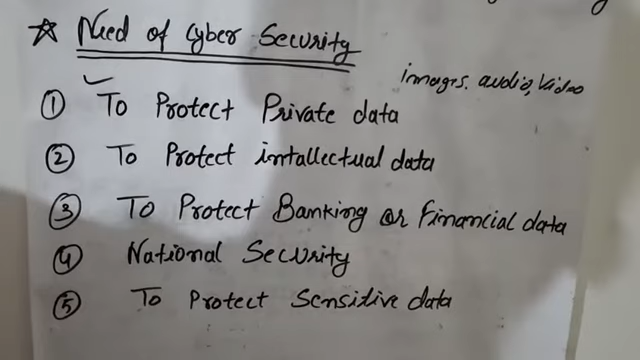 ☆ Need of Cyber Security
images, audio, Video
① To Protect Private data
② To Protect intallectual data
③ To Protect Banking or Financial data
④ National Security
⑤ To Protect Sensitive data